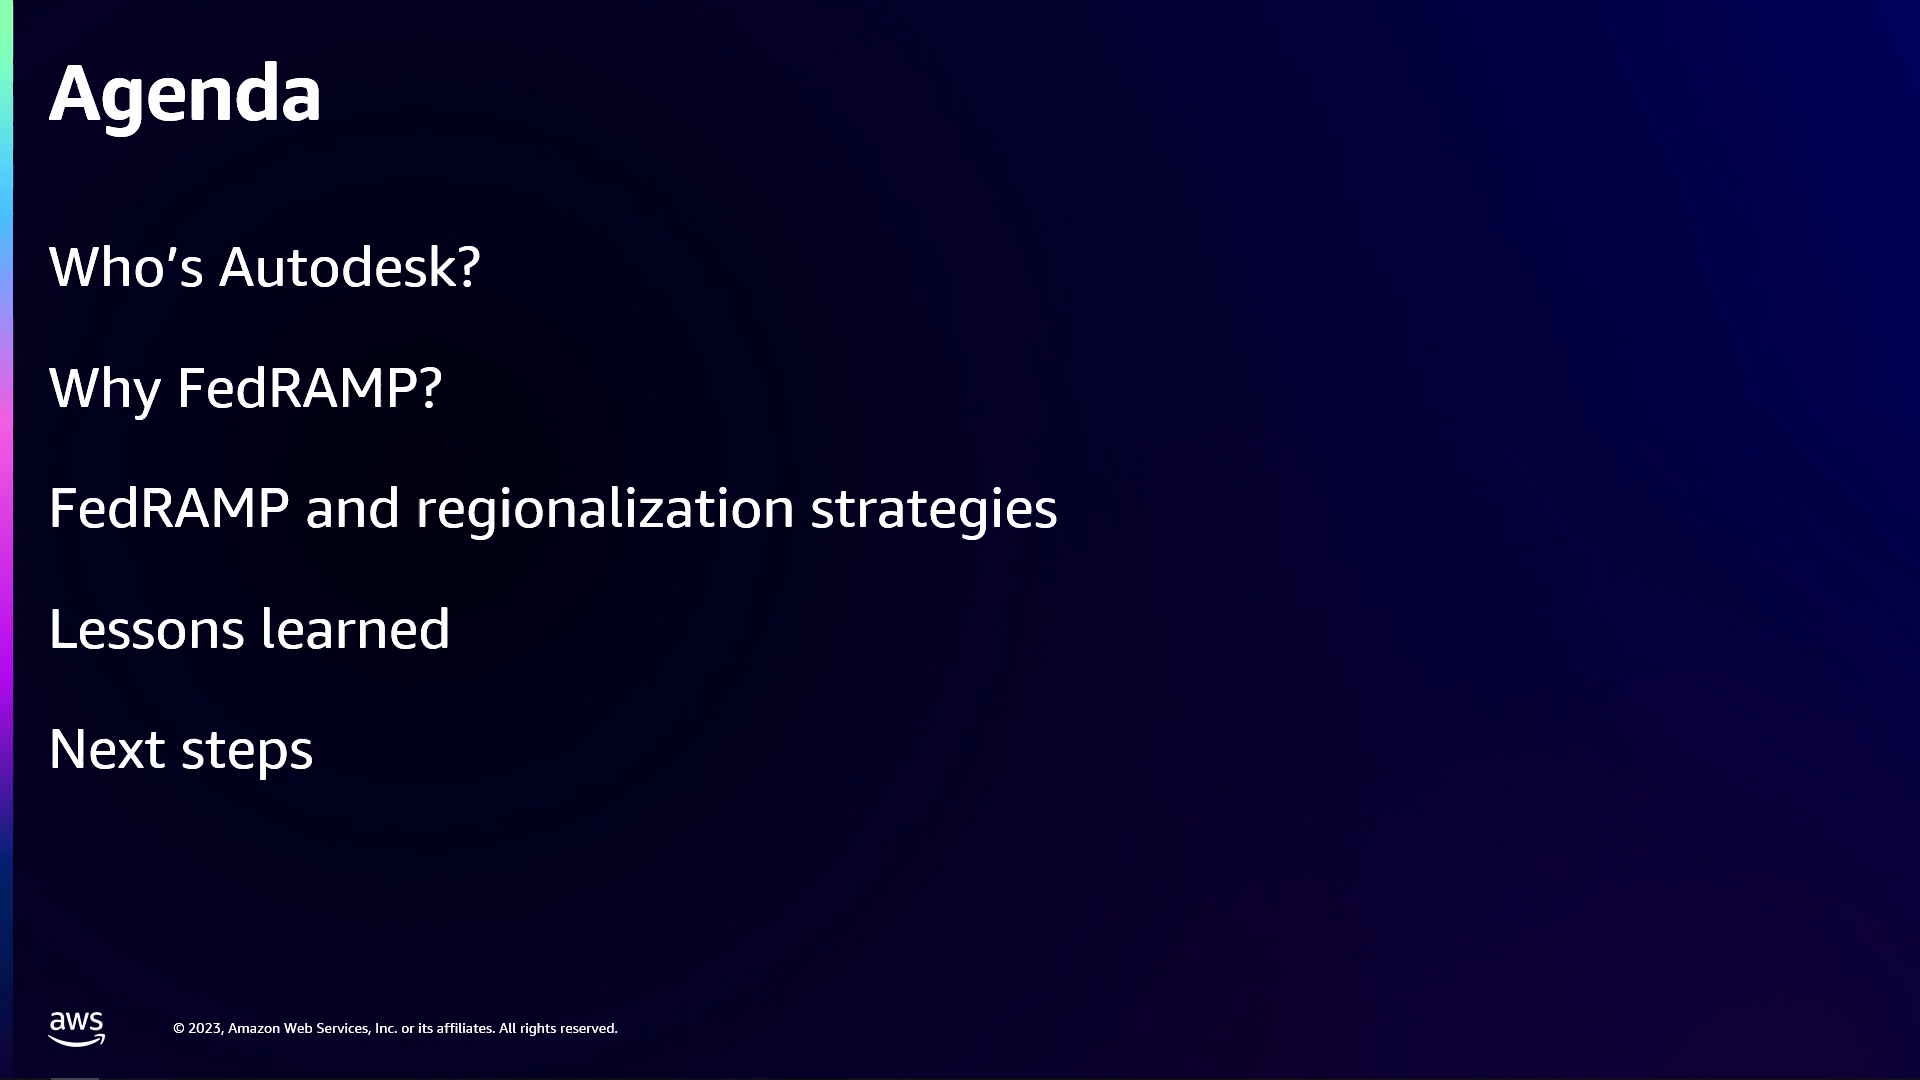 Agenda
Who’s Autodesk?
Why FedRAMP?
FedRAMP and regionalization strategies
Lessons learned
Next steps
aws
© 2023, Amazon Web Services, Inc. or its affiliates. All rights reserved.